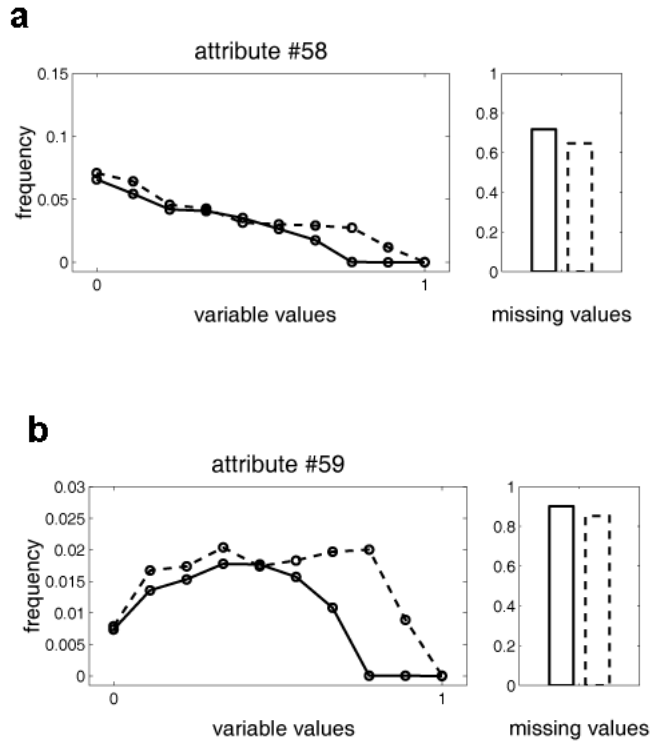 a
attribute #58
0.15
0.1
0.05
0
frequency
0
1
variable values
1
0.8
0.6
0.4
0.2
0
missing values
b
attribute #59
0.03
0.025
0.02
0.015
0.01
0.005
0
frequency
0
1
variable values
1
0.8
0.6
0.4
0.2
0
missing values